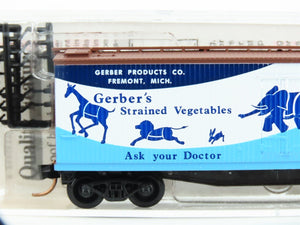 GERBER PRODUCTS CO.
FREMONT, MICH.
Gerber's
Strained Vegetables
Ask your Doctor